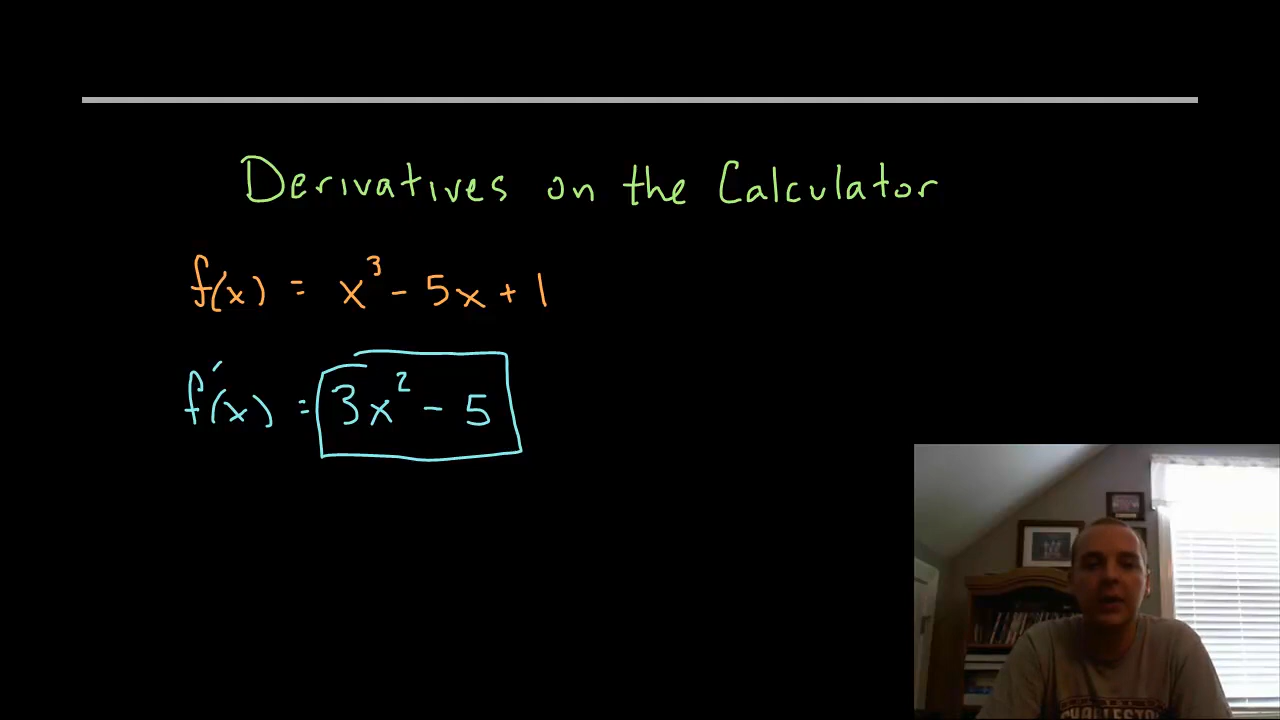 Derivatives on the Calculator
f(x) = x³ - 5x + 1
f'(x) = 3x² - 5